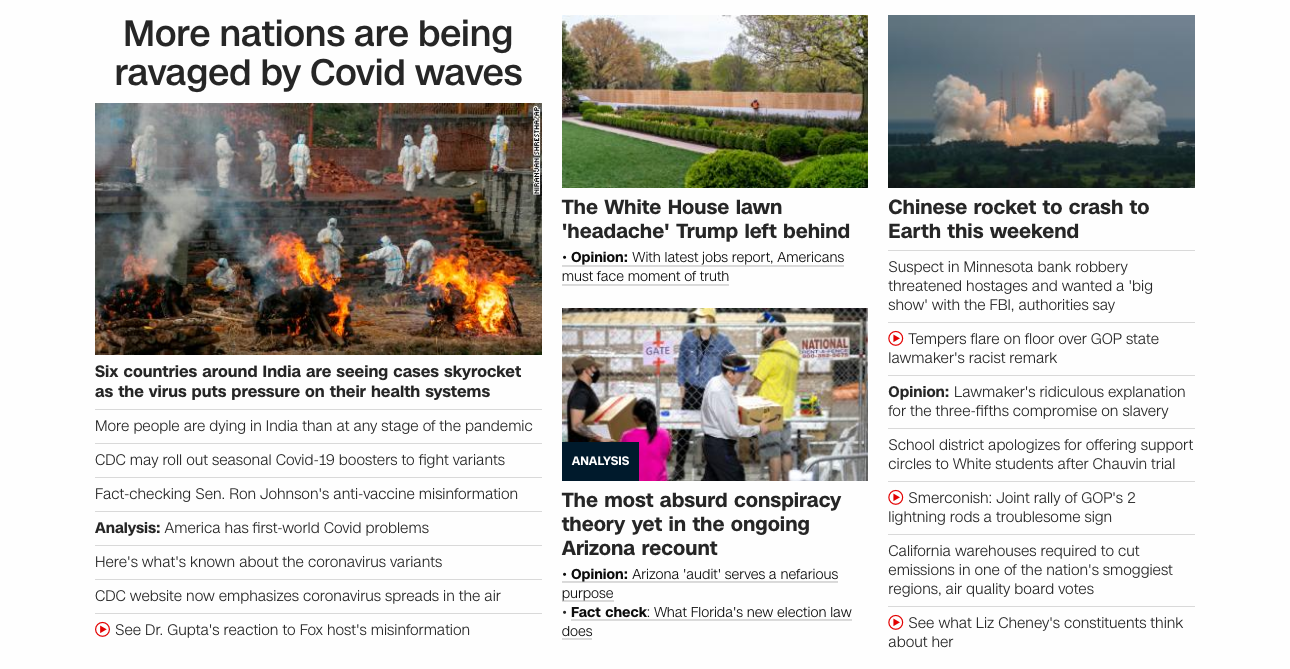 More nations are being
ravaged by Covid waves
NIRANJAN SHRESTHA/AP
Six countries around India are seeing cases skyrocket
as the virus puts pressure on their health systems
More people are dying in India than at any stage of the pandemic
CDC may roll out seasonal Covid-19 boosters to fight variants
Fact-checking Sen. Ron Johnson's anti-vaccine misinformation
Analysis: America has first-world Covid problems
Here's what's known about the coronavirus variants
CDC website now emphasizes coronavirus spreads in the air
See Dr. Gupta's reaction to Fox host's misinformation
The White House lawn
'headache' Trump left behind
• Opinion: With latest jobs report, Americans
must face moment of truth
GATE
NATIONAL
RENT-A-FENCE
ANALYSIS
The most absurd conspiracy
theory yet in the ongoing
Arizona recount
• Opinion: Arizona 'audit' serves a nefarious
purpose
• Fact check: What Florida's new election law
does
Chinese rocket to crash to
Earth this weekend
Suspect in Minnesota bank robbery
threatened hostages and wanted a 'big
show' with the FBI, authorities say
Tempers flare on floor over GOP state
lawmaker's racist remark
Opinion: Lawmaker's ridiculous explanation
for the three-fifths compromise on slavery
School district apologizes for offering support
circles to White students after Chauvin trial
Smerconish: Joint rally of GOP's 2
lightning rods a troublesome sign
California warehouses required to cut
emissions in one of the nation's smoggiest
regions, air quality board votes
See what Liz Cheney's constituents think
about her